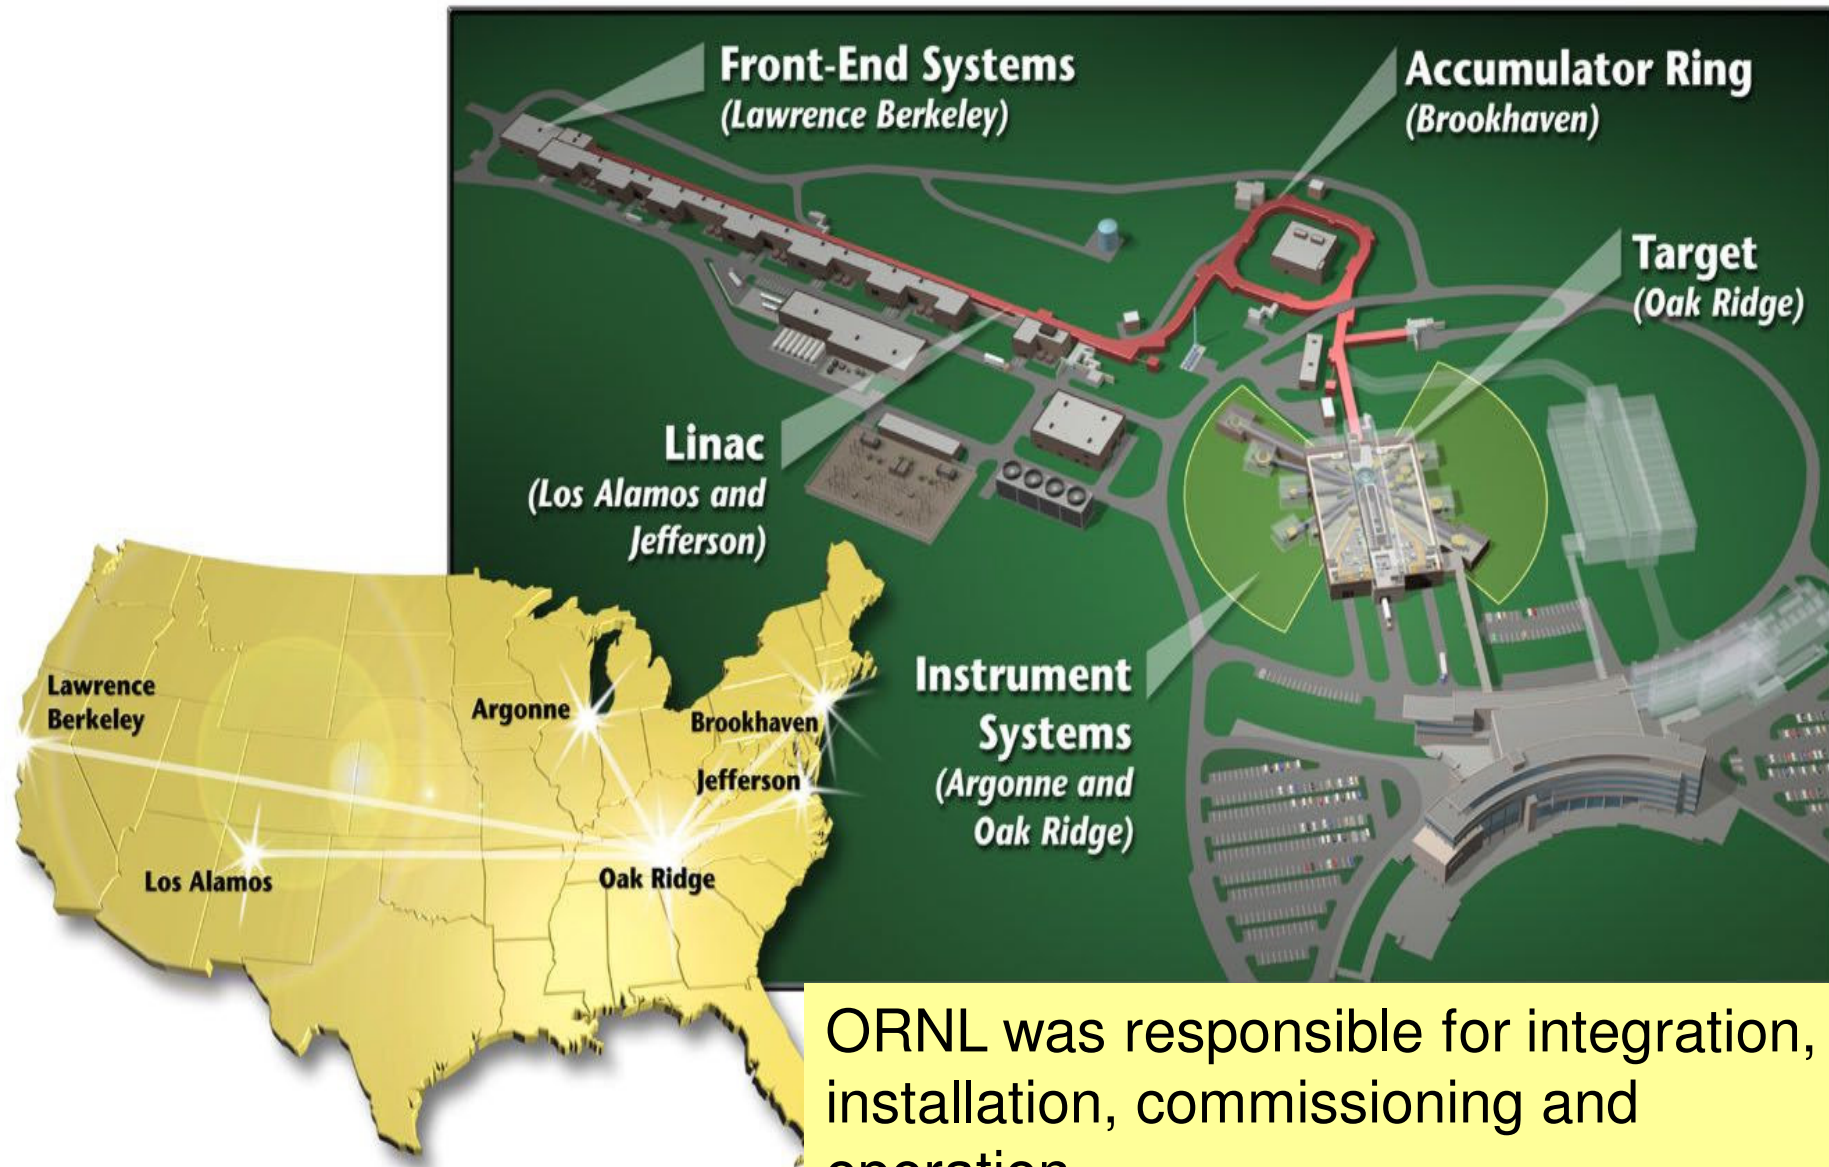 Front-End Systems
(Lawrence Berkeley)
Accumulator Ring
(Brookhaven)
Target
(Oak Ridge)
Linac
(Los Alamos and
Jefferson)
Instrument
Systems
(Argonne and
Oak Ridge)
Lawrence
Berkeley
Argonne
Brookhaven
Jefferson
Los Alamos
Oak Ridge
ORNL was responsible for integration,
installation, commissioning and